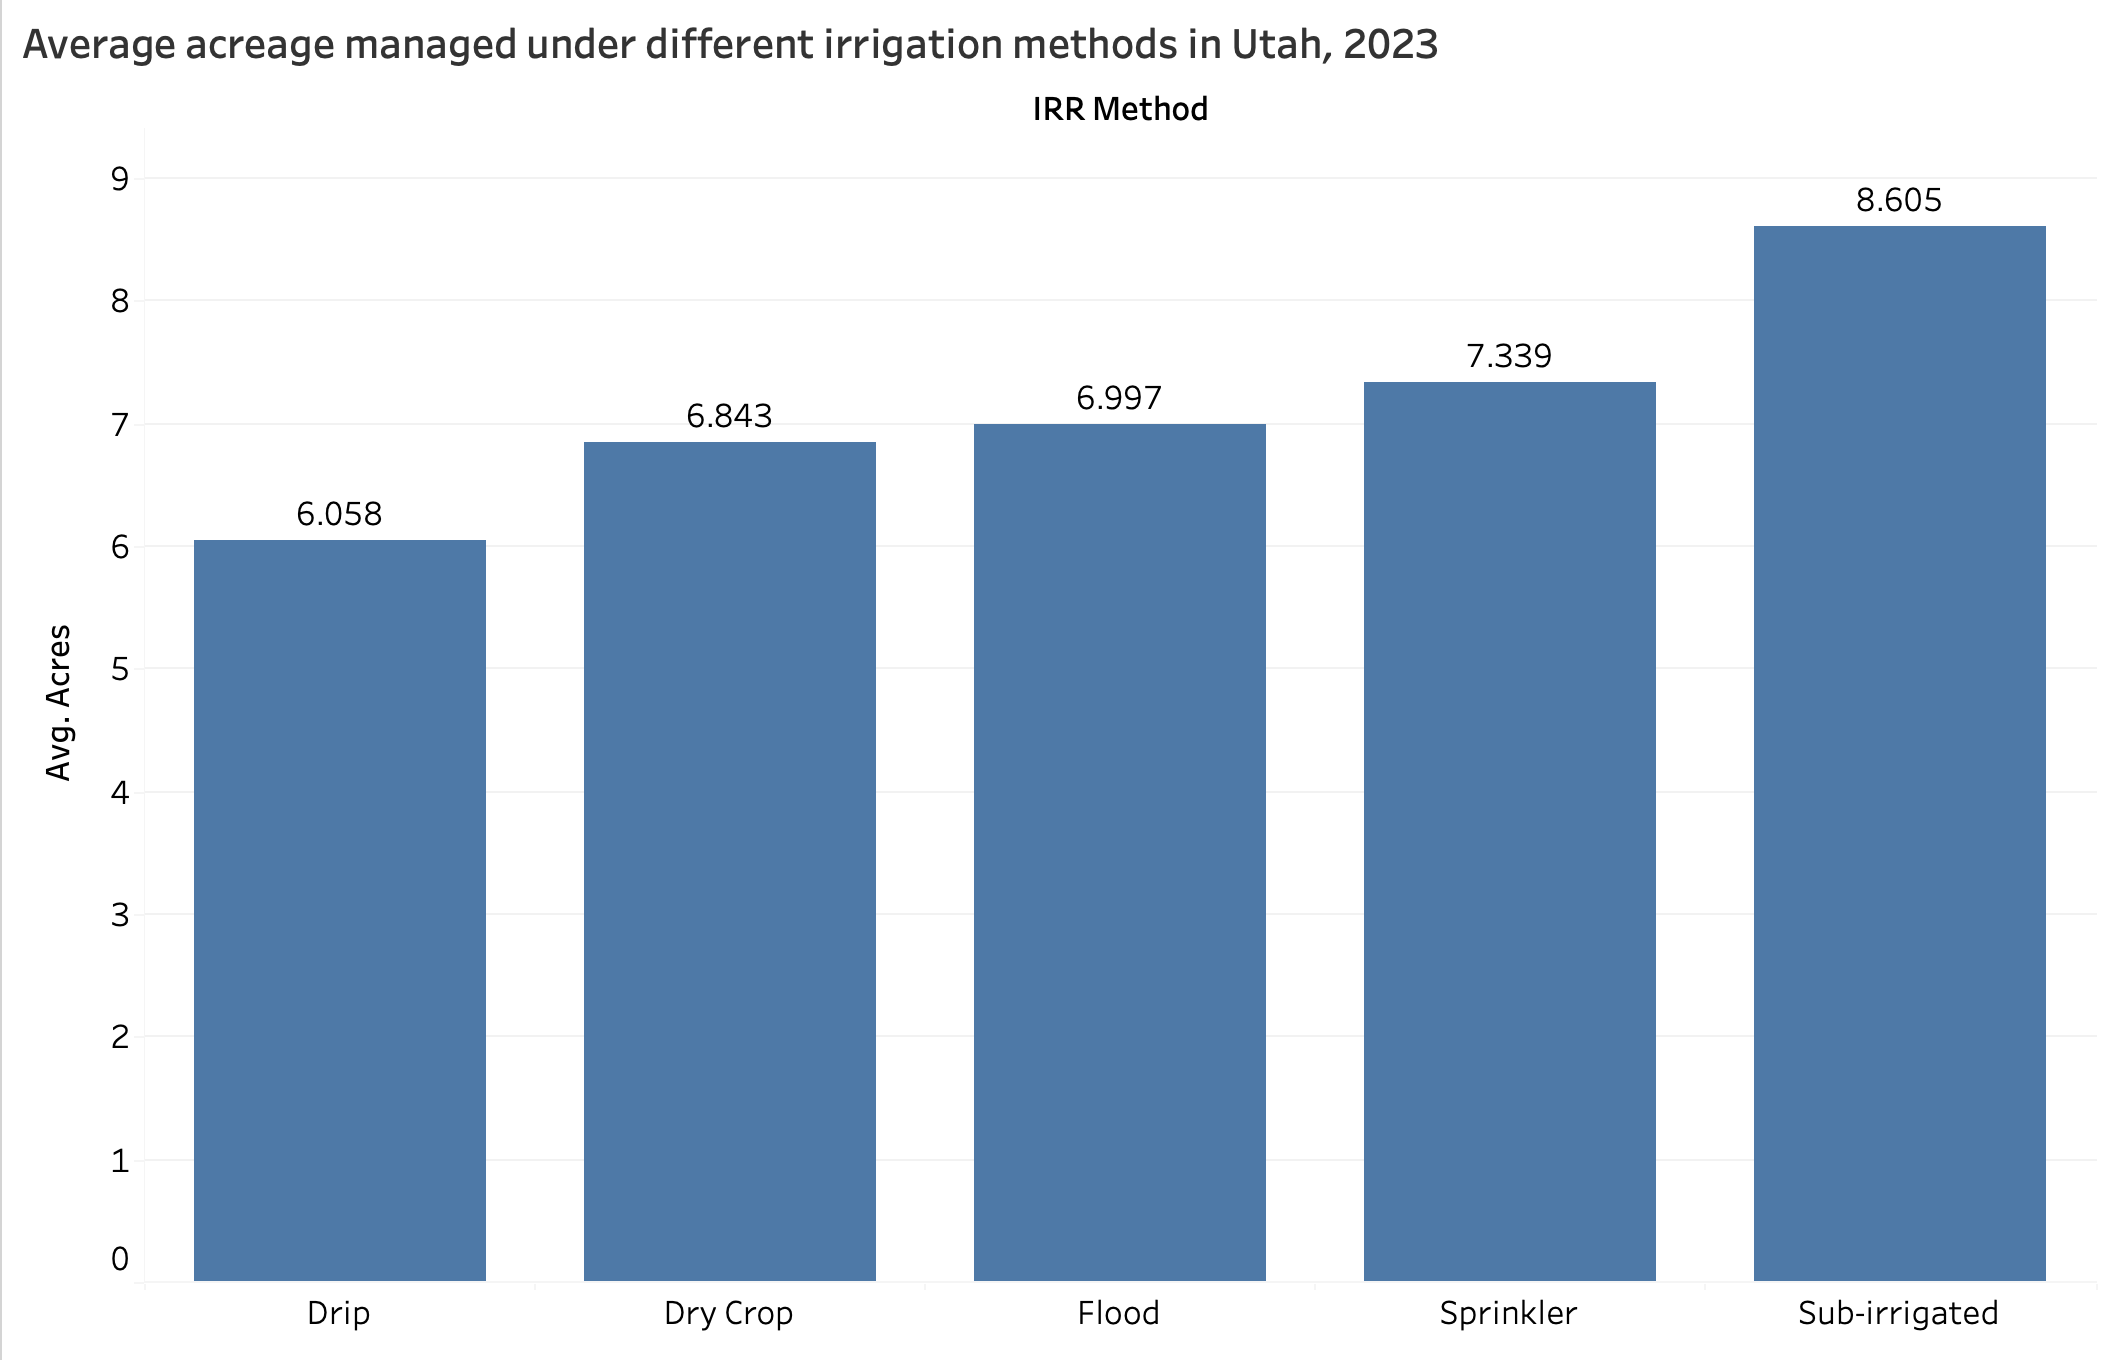 Average acreage managed under different irrigation methods in Utah, 2023
IRR Method
9
8
7
6
5
4
3
2
1
0
Avg. Acres
6.058
6.843
6.997
7.339
8.605
Drip
Dry Crop
Flood
Sprinkler
Sub-irrigated